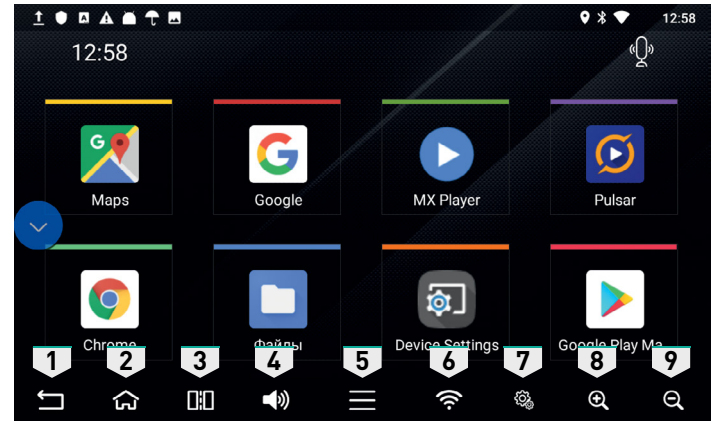 12:58
12:58
Maps
Google
MX Player
Pulsar
Chrome
Файлы
Device Settings
Google Play Ма
1 2 3 4 5 6 7 8 9